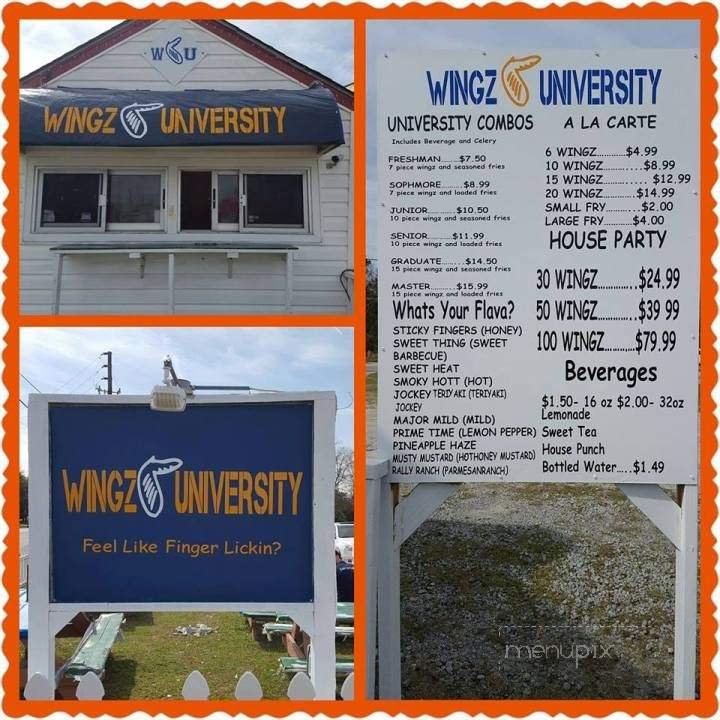 W U
WINGZ UNIVERSITY
WINGZ UNIVERSITY
Feel Like Finger Lickin?
WINGZ UNIVERSITY
UNIVERSITY COMBOS
Includes Beverage and Celery
FRESHMAN........$7.50
7 piece wingz and seasoned fries
SOPHMORE........$8.99
7 piece wingz and loaded fries
JUNIOR............$10.50
10 piece wingz and seasoned fries
SENIOR............$11.99
10 piece wingz and loaded fries
GRADUATE........$14.50
15 piece wingz and seasoned fries
MASTER..........$15.99
15 piece wingz and loaded fries
Whats Your Flava?
STICKY FINGERS (HONEY)
SWEET THING (SWEET
BARBECUE)
SWEET HEAT
SMOKY HOTT (HOT)
JOCKEY TERIYAKI (TERIYAKI)
JOCKEY
MAJOR MILD (MILD)
PRIME TIME (LEMON PEPPER)
PINEAPPLE HAZE
MUSTY MUSTARD (HOTHONEY MUSTARD)
RALLY RANCH (PARMESANRANCH)
A LA CARTE
6 WINGZ............$4.99
10 WINGZ............$8.99
15 WINGZ............ $12.99
20 WINGZ............$14.99
SMALL FRY............$2.00
LARGE FRY..........$4.00
HOUSE PARTY
30 WINGZ............$24.99
50 WINGZ............$39 99
100 WINGZ..........$79.99
Beverages
$1.50- 16 oz $2.00- 32oz
Lemonade
Sweet Tea
House Punch
Bottled Water.....$1.49
menupix